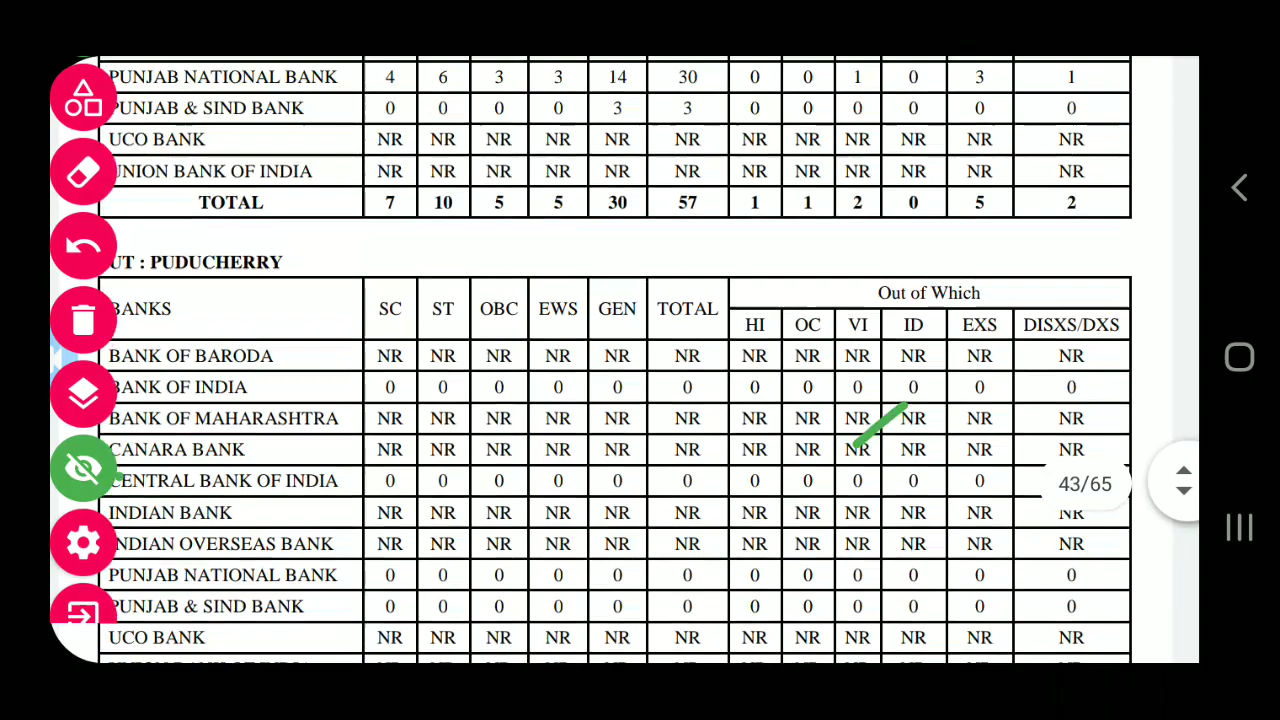 PUNJAB NATIONAL BANK 4 6 3 3 14 30 0 0 1 0 3 1
PUNJAB & SIND BANK 0 0 0 0 3 3 0 0 0 0 0 0
UCO BANK NR NR NR NR NR NR NR NR NR NR NR NR
UNION BANK OF INDIA NR NR NR NR NR NR NR NR NR NR NR NR
TOTAL 7 10 5 5 30 57 1 1 2 0 5 2
UT : PUDUCHERRY
BANKS SC ST OBC EWS GEN TOTAL Out of Which
HI OC VI ID EXS DISXS/DXS
BANK OF BARODA NR NR NR NR NR NR NR NR NR NR NR NR
BANK OF INDIA 0 0 0 0 0 0 0 0 0 0 0 0
BANK OF MAHARASHTRA NR NR NR NR NR NR NR NR NR NR NR NR
CANARA BANK NR NR NR NR NR NR NR NR NR NR NR NR
CENTRAL BANK OF INDIA 0 0 0 0 0 0 0 0 0 0 0
43/65
INDIAN BANK NR NR NR NR NR NR NR NR NR NR NR NR
INDIAN OVERSEAS BANK NR NR NR NR NR NR NR NR NR NR NR NR
PUNJAB NATIONAL BANK 0 0 0 0 0 0 0 0 0 0 0 0
PUNJAB & SIND BANK 0 0 0 0 0 0 0 0 0 0 0 0
UCO BANK NR NR NR NR NR NR NR NR NR NR NR NR